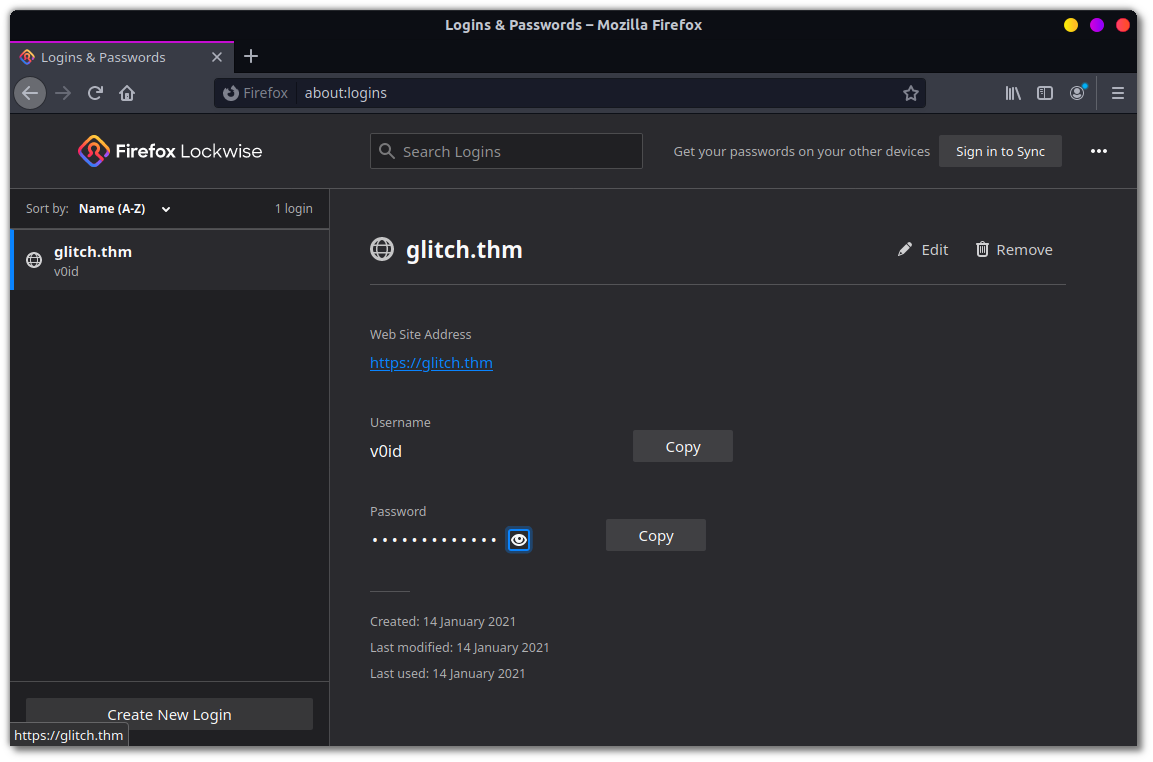 Logins & Passwords – Mozilla Firefox
Logins & Passwords
Firefox about:logins
Firefox Lockwise
Search Logins
Get your passwords on your other devices
Sign in to Sync
Sort by: Name (A-Z) 1 login
glitch.thm
v0id
glitch.thm
Edit Remove
Web Site Address
https://glitch.thm
Username
v0id Copy
Password
••••••••••••• Copy
Created: 14 January 2021
Last modified: 14 January 2021
Last used: 14 January 2021
Create New Login
https://glitch.thm